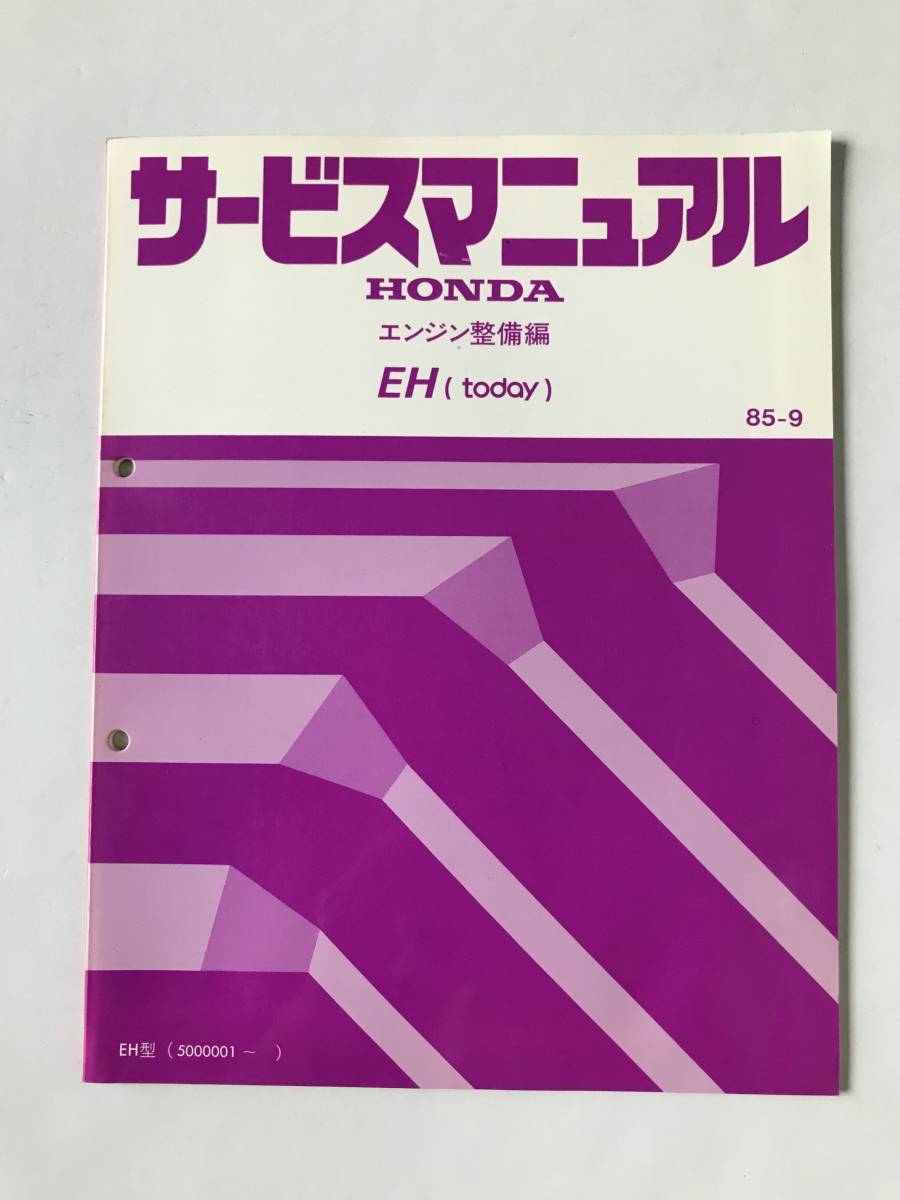 サービスマニュアル
HONDA
エンジン整備編
EH ( today )
85-9
EH型 ( 5000001 ~ )